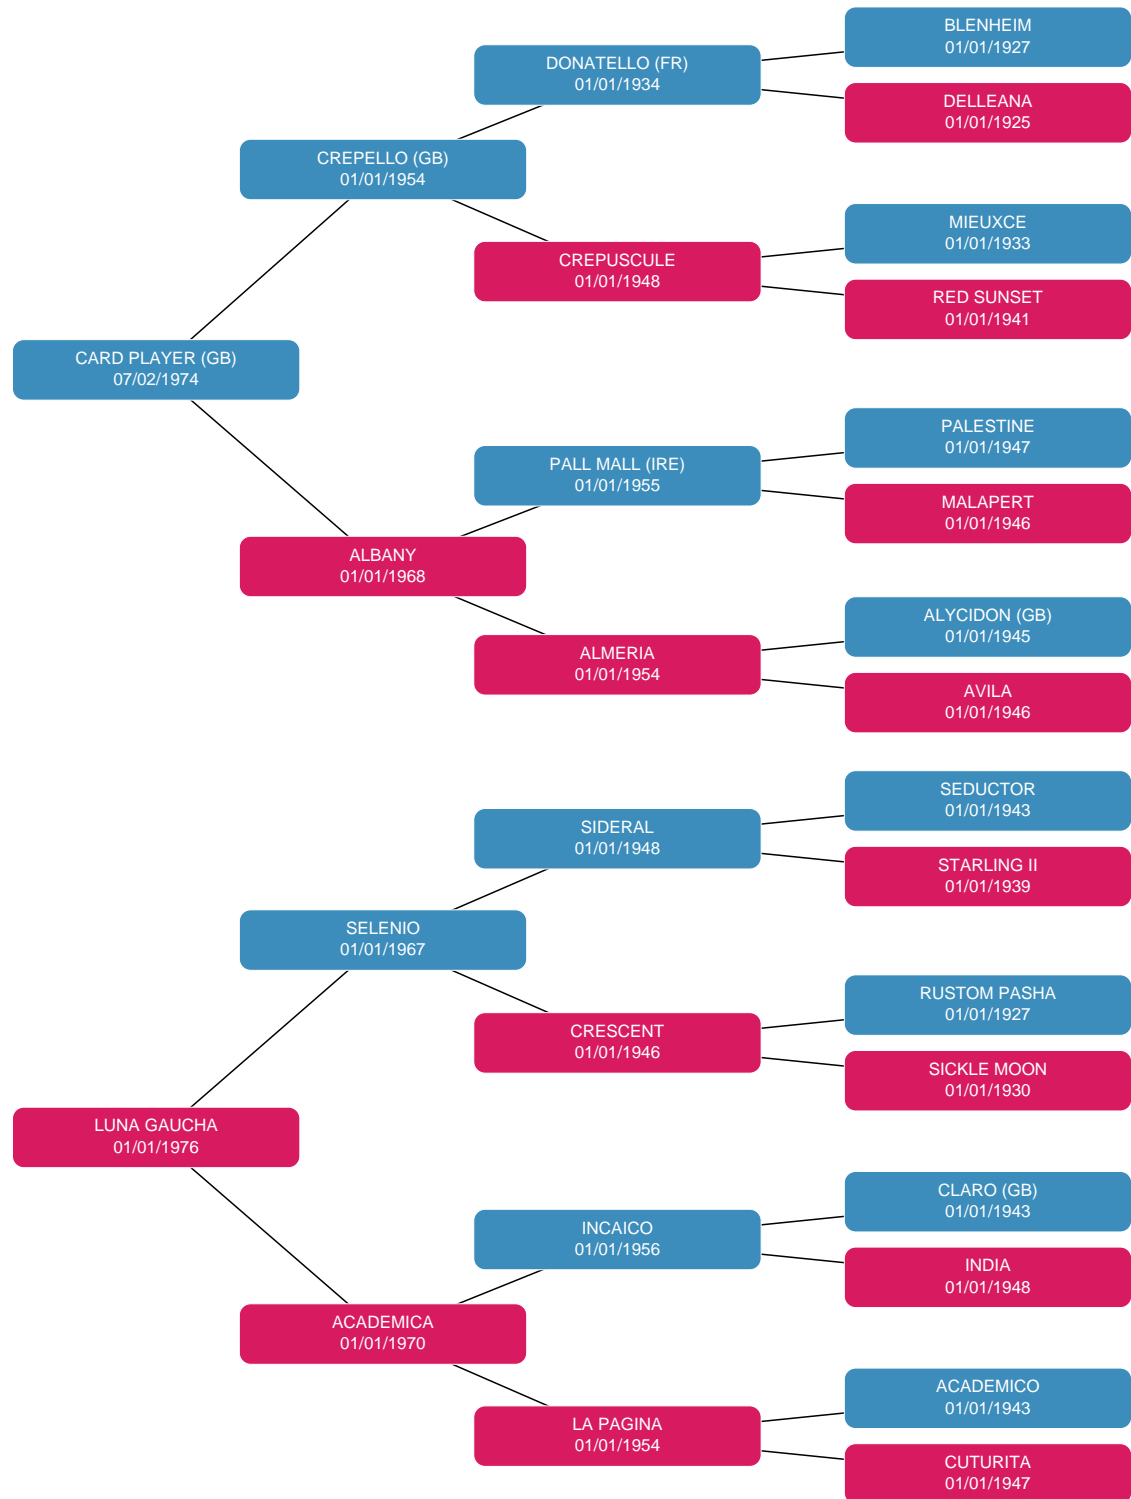 BLENHEIM
01/01/1927
DONATELLO (FR)
01/01/1934
DELLEANA
01/01/1925
CREPELLO (GB)
01/01/1954
MIEUXCE
01/01/1933
CREPUSCULE
01/01/1948
RED SUNSET
01/01/1941
CARD PLAYER (GB)
07/02/1974
PALESTINE
01/01/1947
PALL MALL (IRE)
01/01/1955
MALAPERT
01/01/1946
ALBANY
01/01/1968
ALYCIDON (GB)
01/01/1945
ALMERIA
01/01/1954
AVILA
01/01/1946
SEDUCTOR
01/01/1943
SIDERAL
01/01/1948
STARLING II
01/01/1939
SELENIO
01/01/1967
RUSTOM PASHA
01/01/1927
CRESCENT
01/01/1946
SICKLE MOON
01/01/1930
LUNA GAUCHA
01/01/1976
CLARO (GB)
01/01/1943
INCAICO
01/01/1956
INDIA
01/01/1948
ACADEMICA
01/01/1970
ACADEMICO
01/01/1943
LA PAGINA
01/01/1954
CUTURITA
01/01/1947